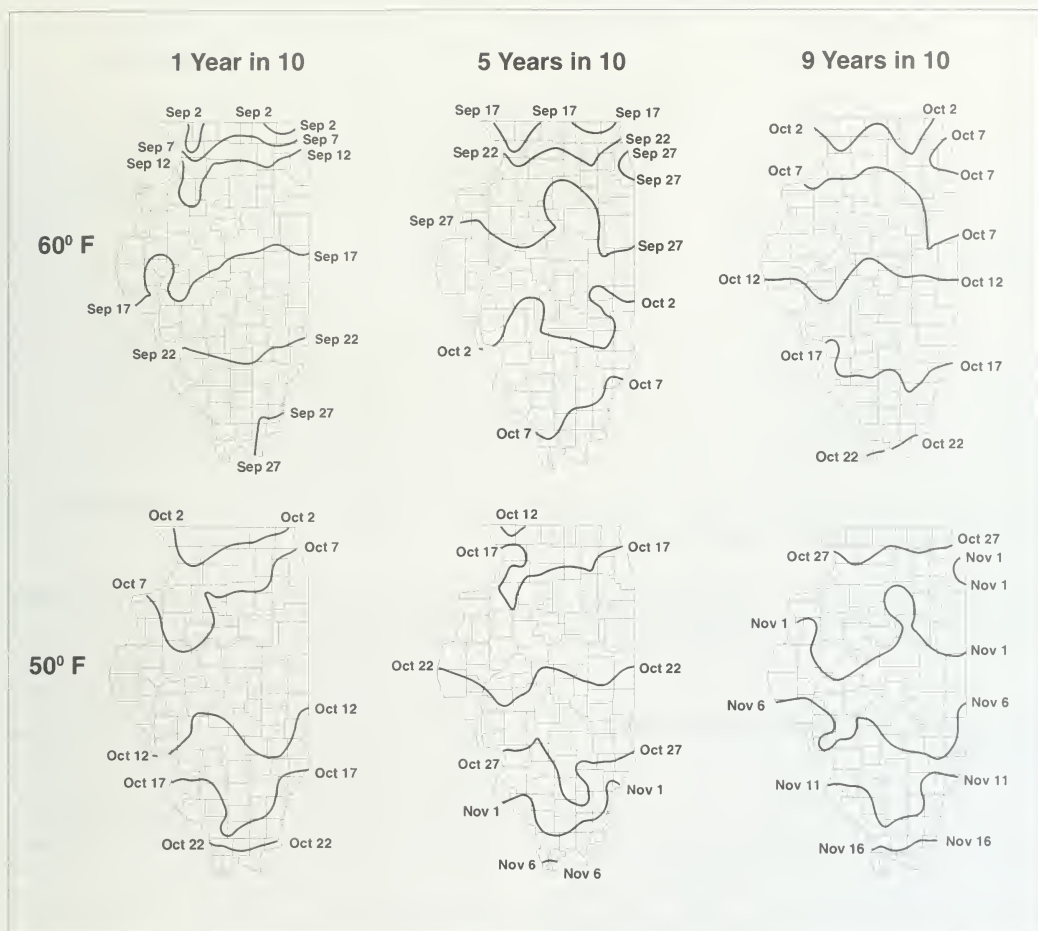 1 Year in 10
5 Years in 10
9 Years in 10
60⁰ F
Sep 2
Sep 2
Sep 2
Sep 7
Sep 7
Sep 12
Sep 12
Sep 17
Sep 17
Sep 22
Sep 22
Sep 27
Sep 27
Sep 17
Sep 17
Sep 17
Sep 22
Sep 22
Sep 27
Sep 27
Sep 27
Sep 27
Oct 2
Oct 2
Oct 7
Oct 7
Oct 2
Oct 2
Oct 7
Oct 7
Oct 7
Oct 7
Oct 12
Oct 12
Oct 17
Oct 17
Oct 22
Oct 22
50⁰ F
Oct 2
Oct 2
Oct 7
Oct 7
Oct 12
Oct 12
Oct 17
Oct 17
Oct 22
Oct 22
Oct 12
Oct 17
Oct 17
Oct 22
Oct 22
Oct 27
Oct 27
Nov 1
Nov 1
Nov 6
Nov 6
Oct 27
Oct 27
Nov 1
Nov 1
Nov 1
Nov 1
Nov 6
Nov 6
Nov 11
Nov 11
Nov 16
Nov 16